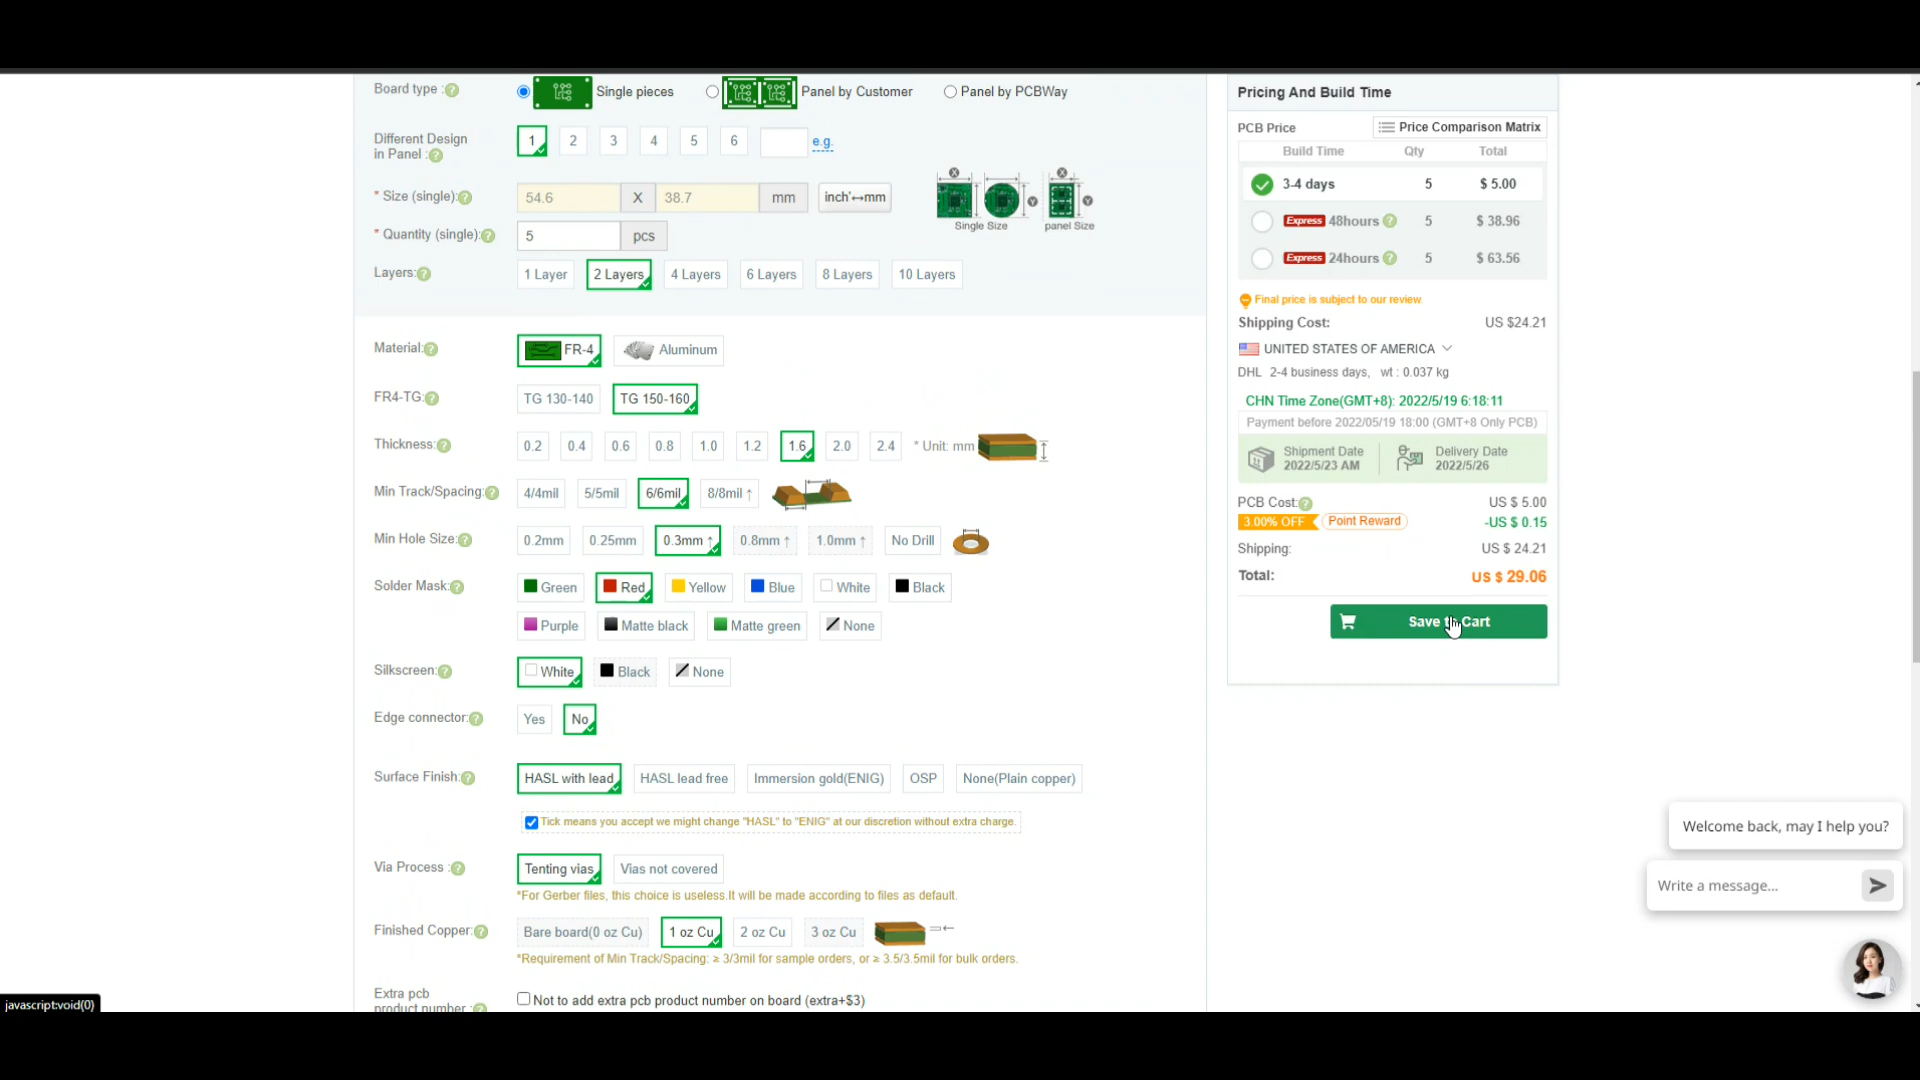 Board type :
Single pieces
Panel by Customer
Panel by PCBWay
Different Design
in Panel :
1 2 3 4 5 6 e.g.
* Size (single):
54.6 X 38.7 mm inch'↔mm
X X Y Y
Single Size panel Size
* Quantity (single):
5 pcs
Layers:
1 Layer 2 Layers 4 Layers 6 Layers 8 Layers 10 Layers
Material:
FR-4 Aluminum
FR4-TG:
TG 130-140 TG 150-160
Thickness:
0.2 0.4 0.6 0.8 1.0 1.2 1.6 2.0 2.4 * Unit: mm
Min Track/Spacing:
4/4mil 5/5mil 6/6mil 8/8mil ↑
Min Hole Size:
0.2mm 0.25mm 0.3mm ↑ 0.8mm ↑ 1.0mm ↑ No Drill
Solder Mask:
Green Red Yellow Blue White Black
Purple Matte black Matte green None
Silkscreen:
White Black None
Edge connector:
Yes No
Surface Finish:
HASL with lead HASL lead free Immersion gold(ENIG) OSP None(Plain copper)
Tick means you accept we might change "HASL" to "ENIG" at our discretion without extra charge.
Via Process :
Tenting vias Vias not covered
*For Gerber files, this choice is useless.It will be made according to files as default.
Finished Copper:
Bare board(0 oz Cu) 1 oz Cu 2 oz Cu 3 oz Cu
*Requirement of Min Track/Spacing: ≥ 3/3mil for sample orders, or ≥ 3.5/3.5mil for bulk orders.
Extra pcb
product number :
Not to add extra pcb product number on board (extra+$3)
javascript:void(0)
Pricing And Build Time
PCB Price Price Comparison Matrix
Build Time Qty Total
3-4 days 5 $ 5.00
Express 48hours 5 $ 38.96
Express 24hours 5 $ 63.56
Final price is subject to our review.
Shipping Cost: US $24.21
UNITED STATES OF AMERICA
DHL 2-4 business days, wt : 0.037 kg
CHN Time Zone(GMT+8): 2022/5/19 6:18:11
Payment before 2022/05/19 18:00 (GMT+8 Only PCB)
Shipment Date
2022/5/23 AM
Delivery Date
2022/5/26
PCB Cost: US $ 5.00
3.00% OFF Point Reward -US $ 0.15
Shipping: US $ 24.21
Total: US $ 29.06
Save to Cart
Welcome back, may I help you?
Write a message...